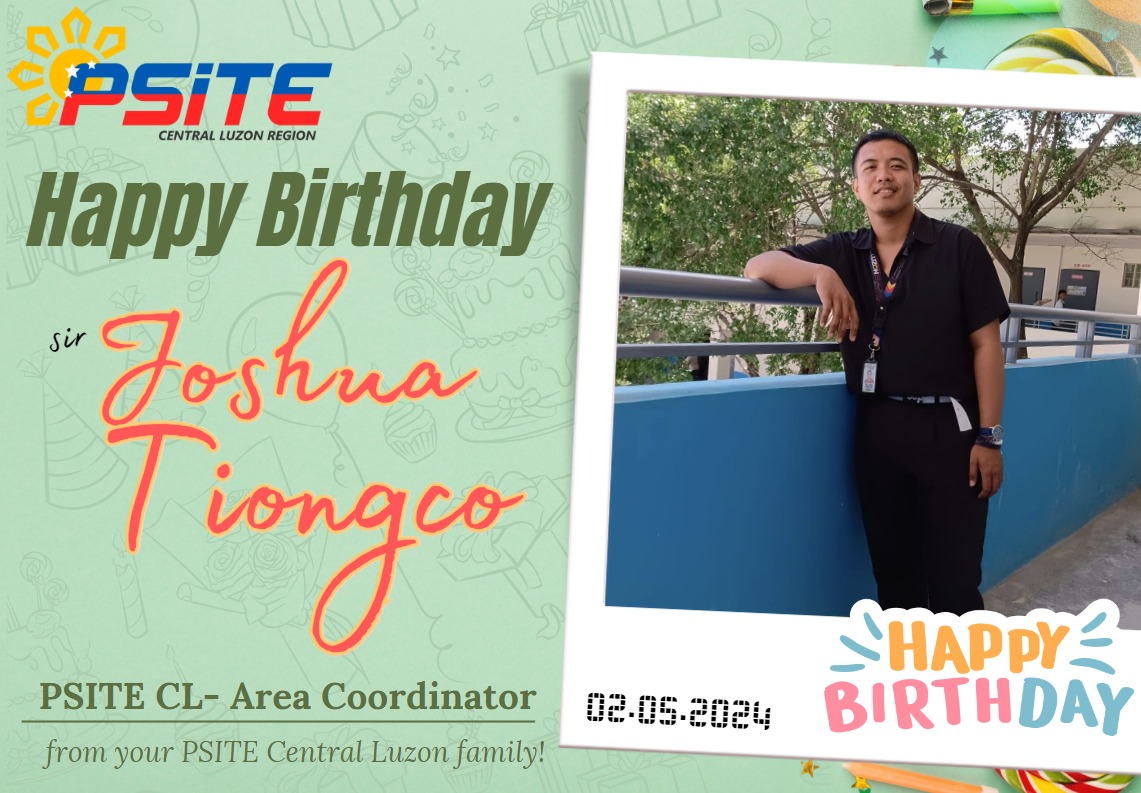 PSiTE
CENTRAL LUZON REGION
Happy Birthday
sir
Joshua
Tiongco
PSITE CL- Area Coordinator
from your PSITE Central Luzon family!
02.05.2024
HAPPY
BIRTHDAY